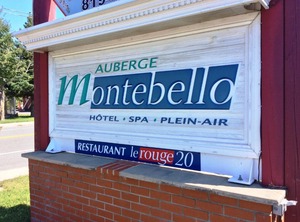 AUBERGE
Montebello
HÔTEL • SPA • PLEIN-AIR
RESTAURANT le rouge 20